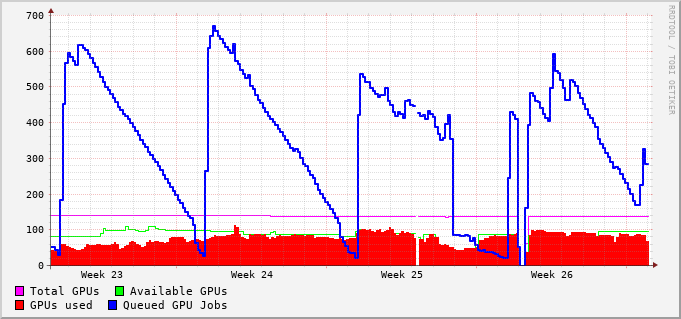 700
600
500
400
300
200
100
0
Week 23 Week 24 Week 25 Week 26
Total GPUs Available GPUs
GPUs used Queued GPU Jobs
RRDTOOL / TOBI OETIKER